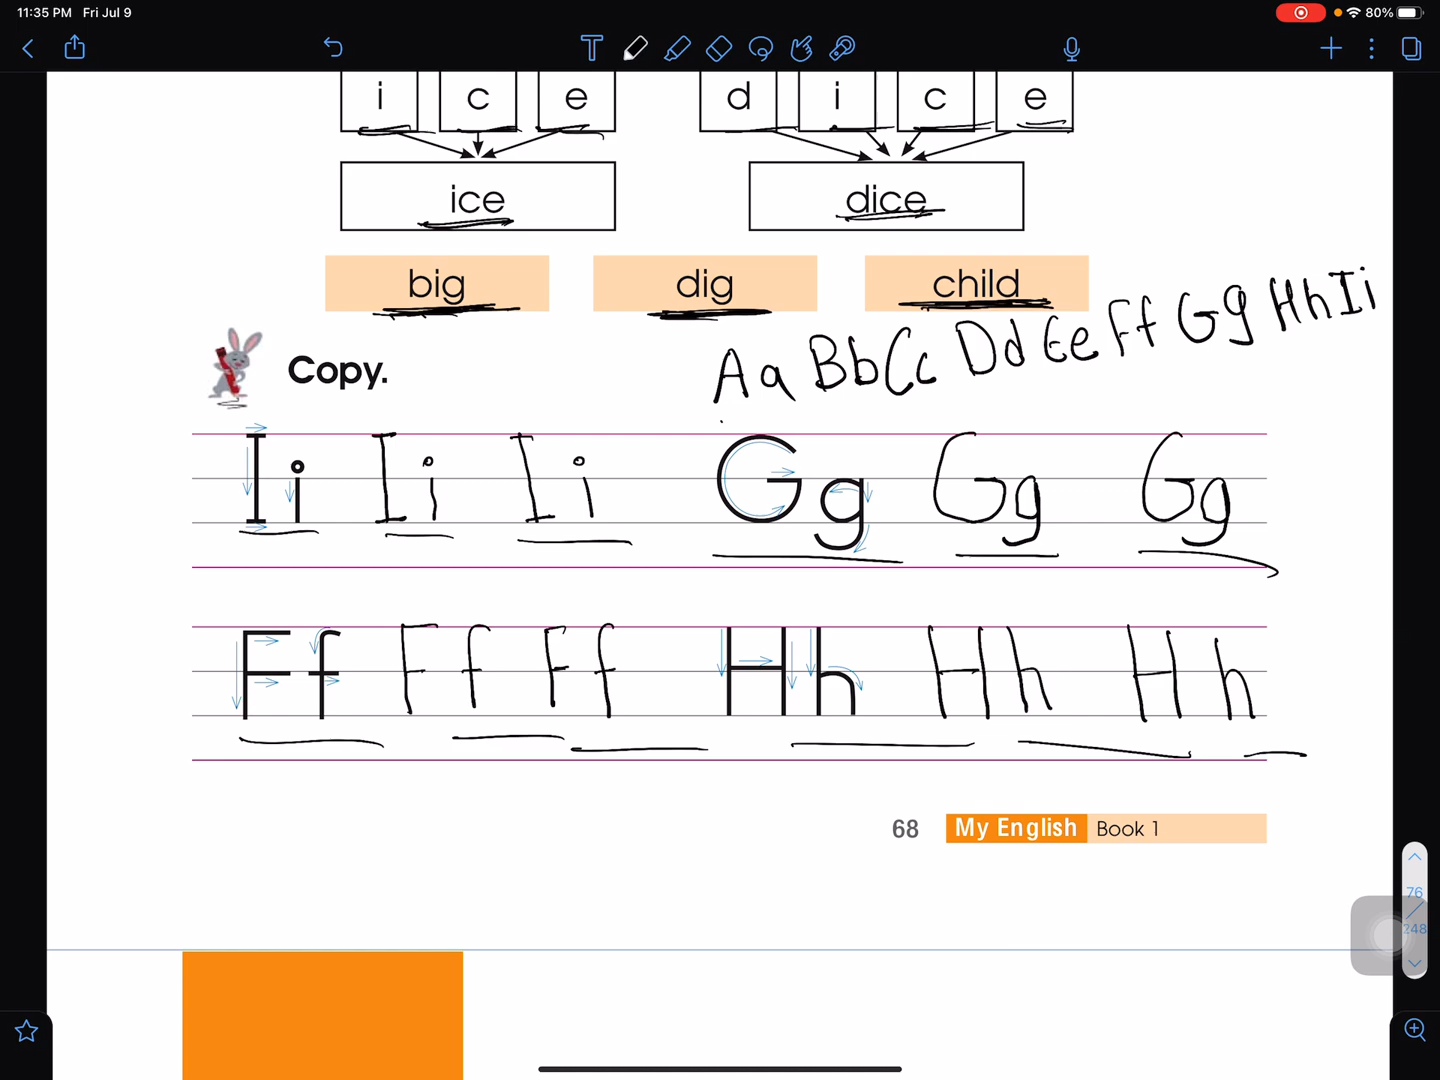 11:35 PM Fri Jul 9 80%
i c e d i c e
ice dice
big dig child
Copy. Aa Bb Cc Dd Ee Ff Gg Hh Ii
Ii Ii Ii Gg Gg Gg
Ff Ff Ff Hh Hh Hh
68 My English Book 1
76
248